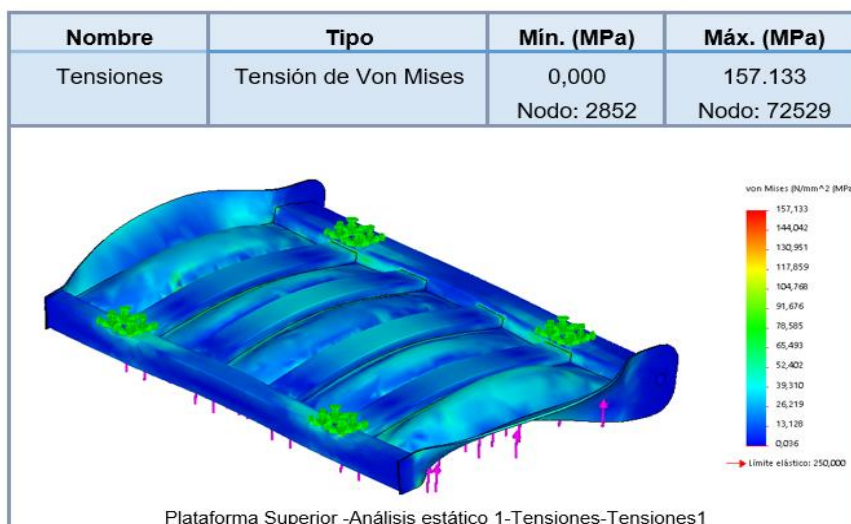 Nombre Tipo Mín. (MPa) Máx. (MPa)
Tensiones Tensión de Von Mises 0,000 157.133
Nodo: 2852 Nodo: 72529
von Mises (N/mm^2 (MPa
157,133
144,042
130,951
117,859
104,768
91,676
78,585
65,493
52,402
39,310
26,219
13,128
0,036
Límite elástico: 250,000
Plataforma Superior -Análisis estático 1-Tensiones-Tensiones1